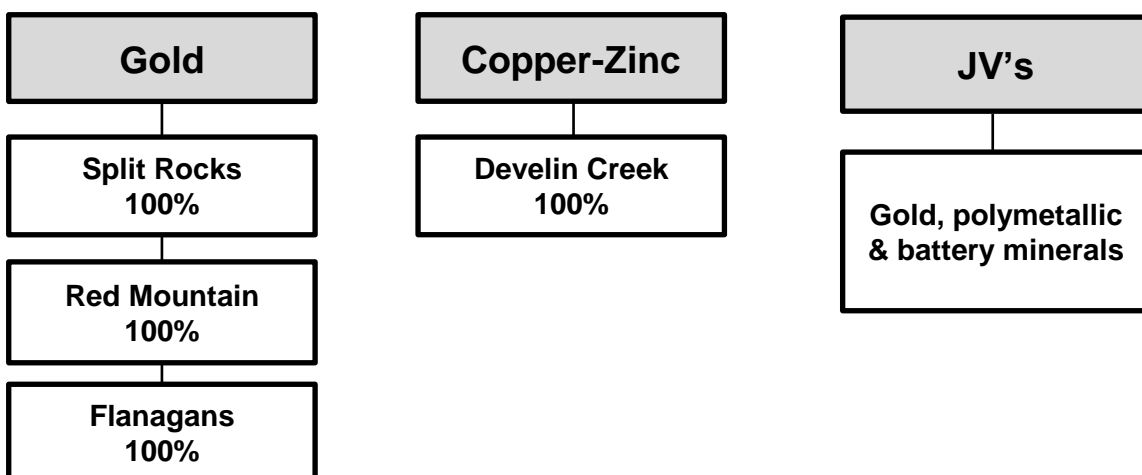 Gold
Split Rocks
100%
Red Mountain
100%
Flanagans
100%
Copper-Zinc
Develin Creek
100%
JV’s
Gold, polymetallic
& battery minerals